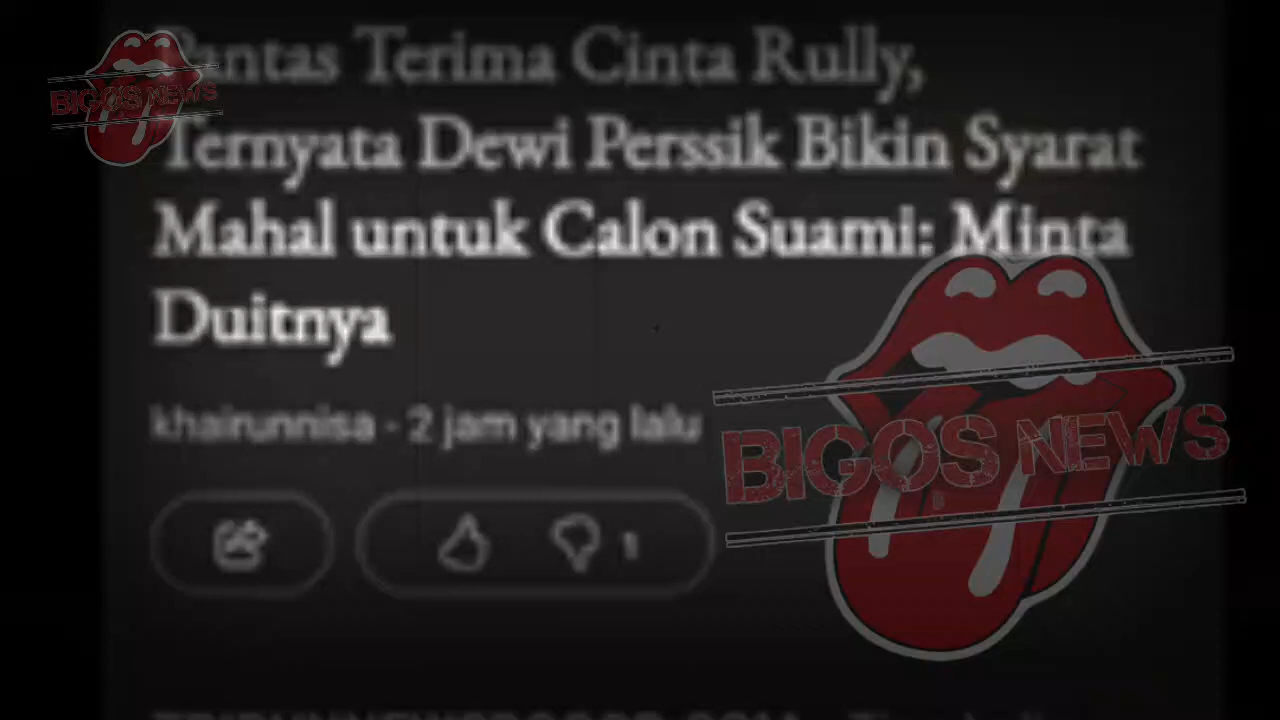 Pantas Terima Cinta Rully,
Ternyata Dewi Perssik Bikin Syarat
Mahal untuk Calon Suami: Minta
Duitnya
khairunnisa - 2 jam yang lalu
1
BIGOS NEWS
BIGOS NEWS